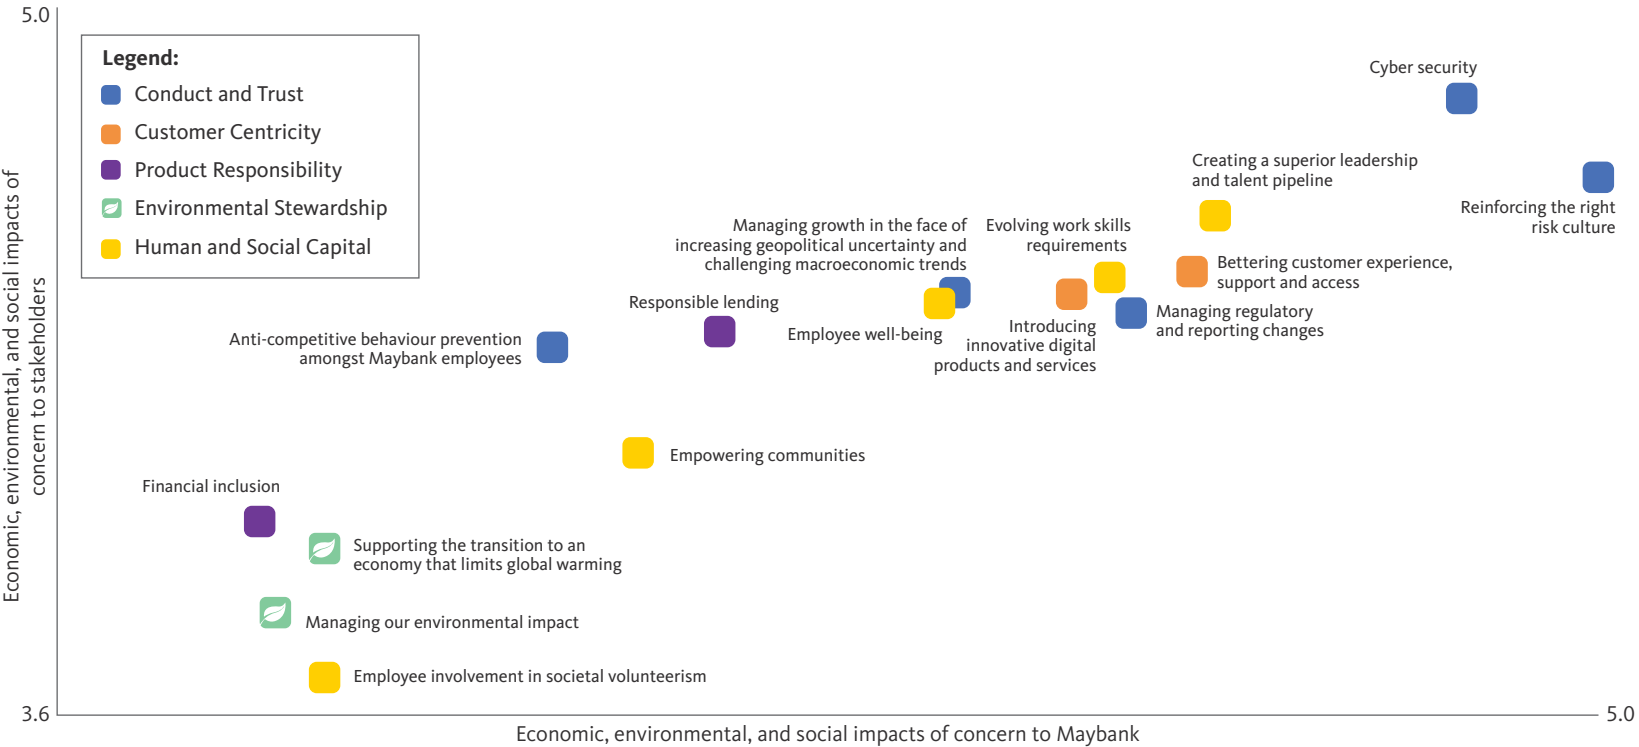 5.0
Legend:
Conduct and Trust
Customer Centricity
Product Responsibility
Environmental Stewardship
Human and Social Capital
Economic, environmental, and social impacts of
concern to stakeholders
Cyber security
Creating a superior leadership
and talent pipeline
Reinforcing the right
risk culture
Managing growth in the face of
increasing geopolitical uncertainty and
challenging macroeconomic trends
Evolving work skills
requirements
Bettering customer experience,
support and access
Responsible lending
Employee well-being
Introducing
innovative digital
products and services
Managing regulatory
and reporting changes
Anti-competitive behaviour prevention
amongst Maybank employees
Empowering communities
Financial inclusion
Supporting the transition to an
economy that limits global warming
Managing our environmental impact
Employee involvement in societal volunteerism
3.6
5.0
Economic, environmental, and social impacts of concern to Maybank